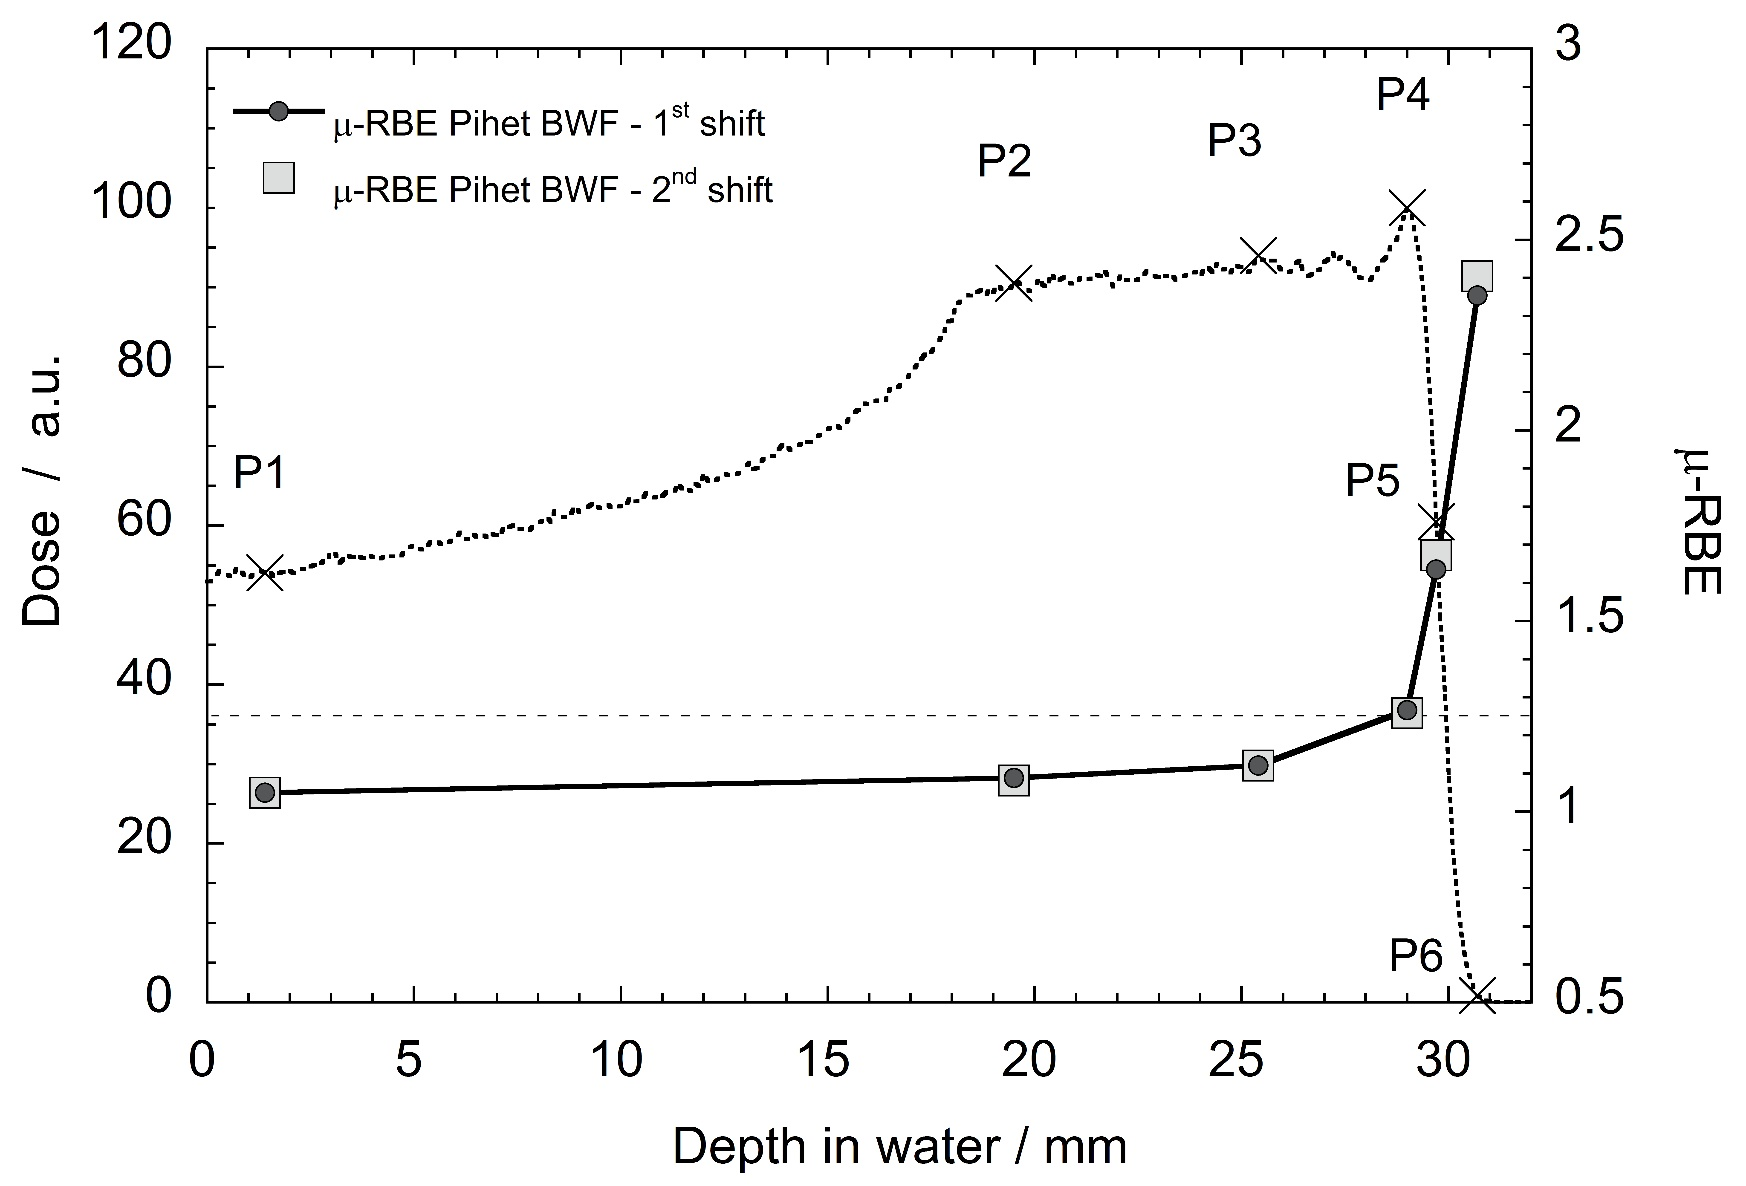 120
100
80
60
40
20
0
Dose / a.u.
μ-RBE Pihet BWF - 1st shift
μ-RBE Pihet BWF - 2nd shift
P1
P2
P3
P4
P5
P6
3
2.5
2
1.5
1
0.5
μ-RBE
0 5 10 15 20 25 30
Depth in water / mm